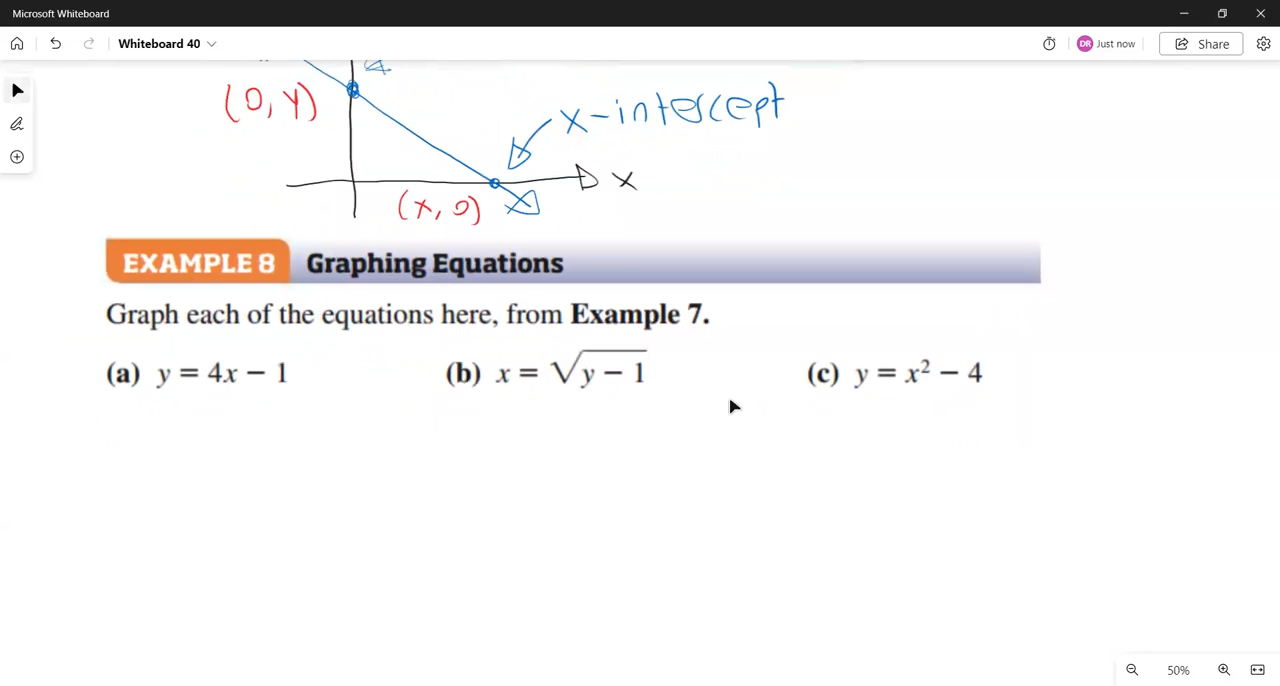 Microsoft Whiteboard
Whiteboard 40
DR Just now
Share
(0, y)
x-intercept
x
(x, 0)
EXAMPLE 8 Graphing Equations
Graph each of the equations here, from Example 7.
(a) y = 4x − 1 (b) x = √(y − 1) (c) y = x² − 4
50%